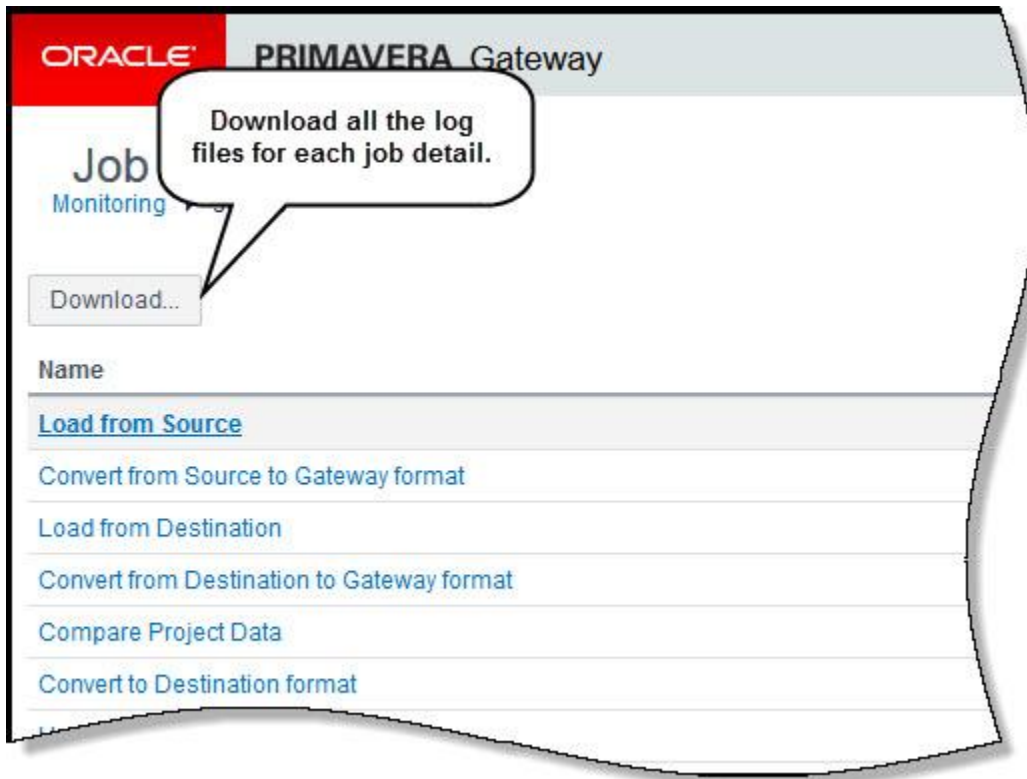 ORACLE PRIMAVERA Gateway
Download all the log
files for each job detail.
Job
Monitoring
Download...
Name
Load from Source
Convert from Source to Gateway format
Load from Destination
Convert from Destination to Gateway format
Compare Project Data
Convert to Destination format